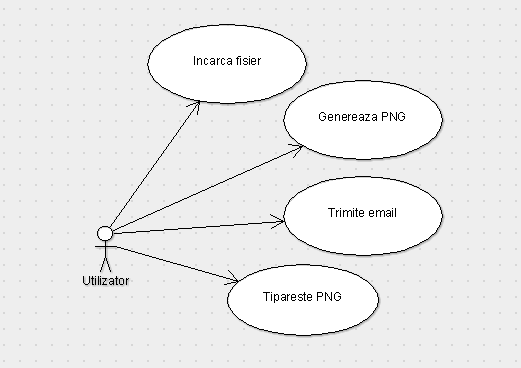 Incarca fisier
Genereaza PNG
Trimite email
Utilizator
Tipareste PNG